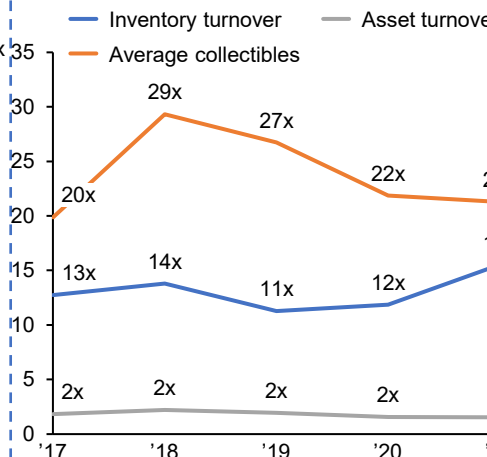 Inventory turnover
Average collectibles
Asset
x
35
30
25
20
15
10
5
0
29x
27x
20x
22x
13x
14x
11x
12x
2x
2x
2x
2x
'17
'18
'19
'20